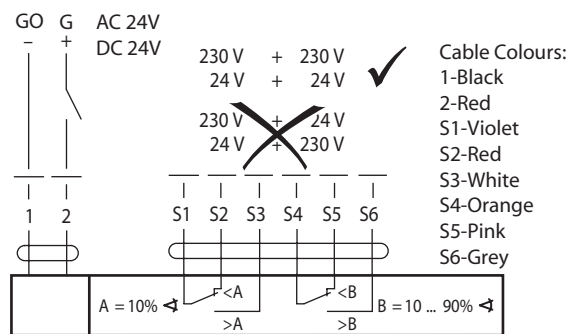 GO G AC 24V
– + DC 24V
230 V + 230 V
24 V + 24 V
230 V + 24 V
24 V + 230 V
Cable Colours:
1-Black
2-Red
S1-Violet
S2-Red
S3-White
S4-Orange
S5-Pink
S6-Grey
1 2 S1 S2 S3 S4 S5 S6
A = 10% <A >A <B >B B = 10 ... 90%